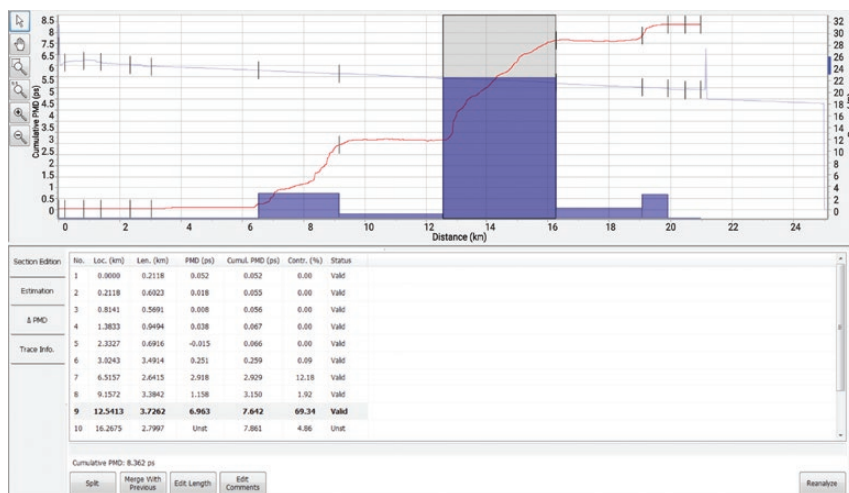 8.5
8
7.5
7
6.5
6
5.5
5
4.5
4
3.5
3
2.5
2
1.5
1
0.5
0
Cumulative PMD (ps)
32
30
28
26
24
22
20
18
16
14
12
10
8
6
4
2
0
0 2 4 6 8 10 12 14 16 18 20 22 24
Distance (km)
Section Edition
Estimation
Δ PMD
Trace Info.
No. Loc. (km) Len. (km) PMD (ps) Cumul. PMD (ps) Contr. (%) Status
1 0.0000 0.2118 0.052 0.052 0.00 Valid
2 0.2118 0.6023 0.018 0.055 0.00 Valid
3 0.8141 0.5691 0.008 0.056 0.00 Valid
4 1.3833 0.9494 0.038 0.067 0.00 Valid
5 2.3327 0.6916 -0.015 0.066 0.00 Valid
6 3.0243 3.4914 0.251 0.259 0.09 Valid
7 6.5157 2.6415 2.918 2.929 12.18 Valid
8 9.1572 3.3842 1.158 3.150 1.92 Valid
9 12.5413 3.7262 6.963 7.642 69.34 Valid
10 16.2675 2.7997 Unst 7.861 4.86 Unst
Cumulative PMD: 8.362 ps
Split
Merge With Previous
Edit Length
Edit Comments
Reanalyze